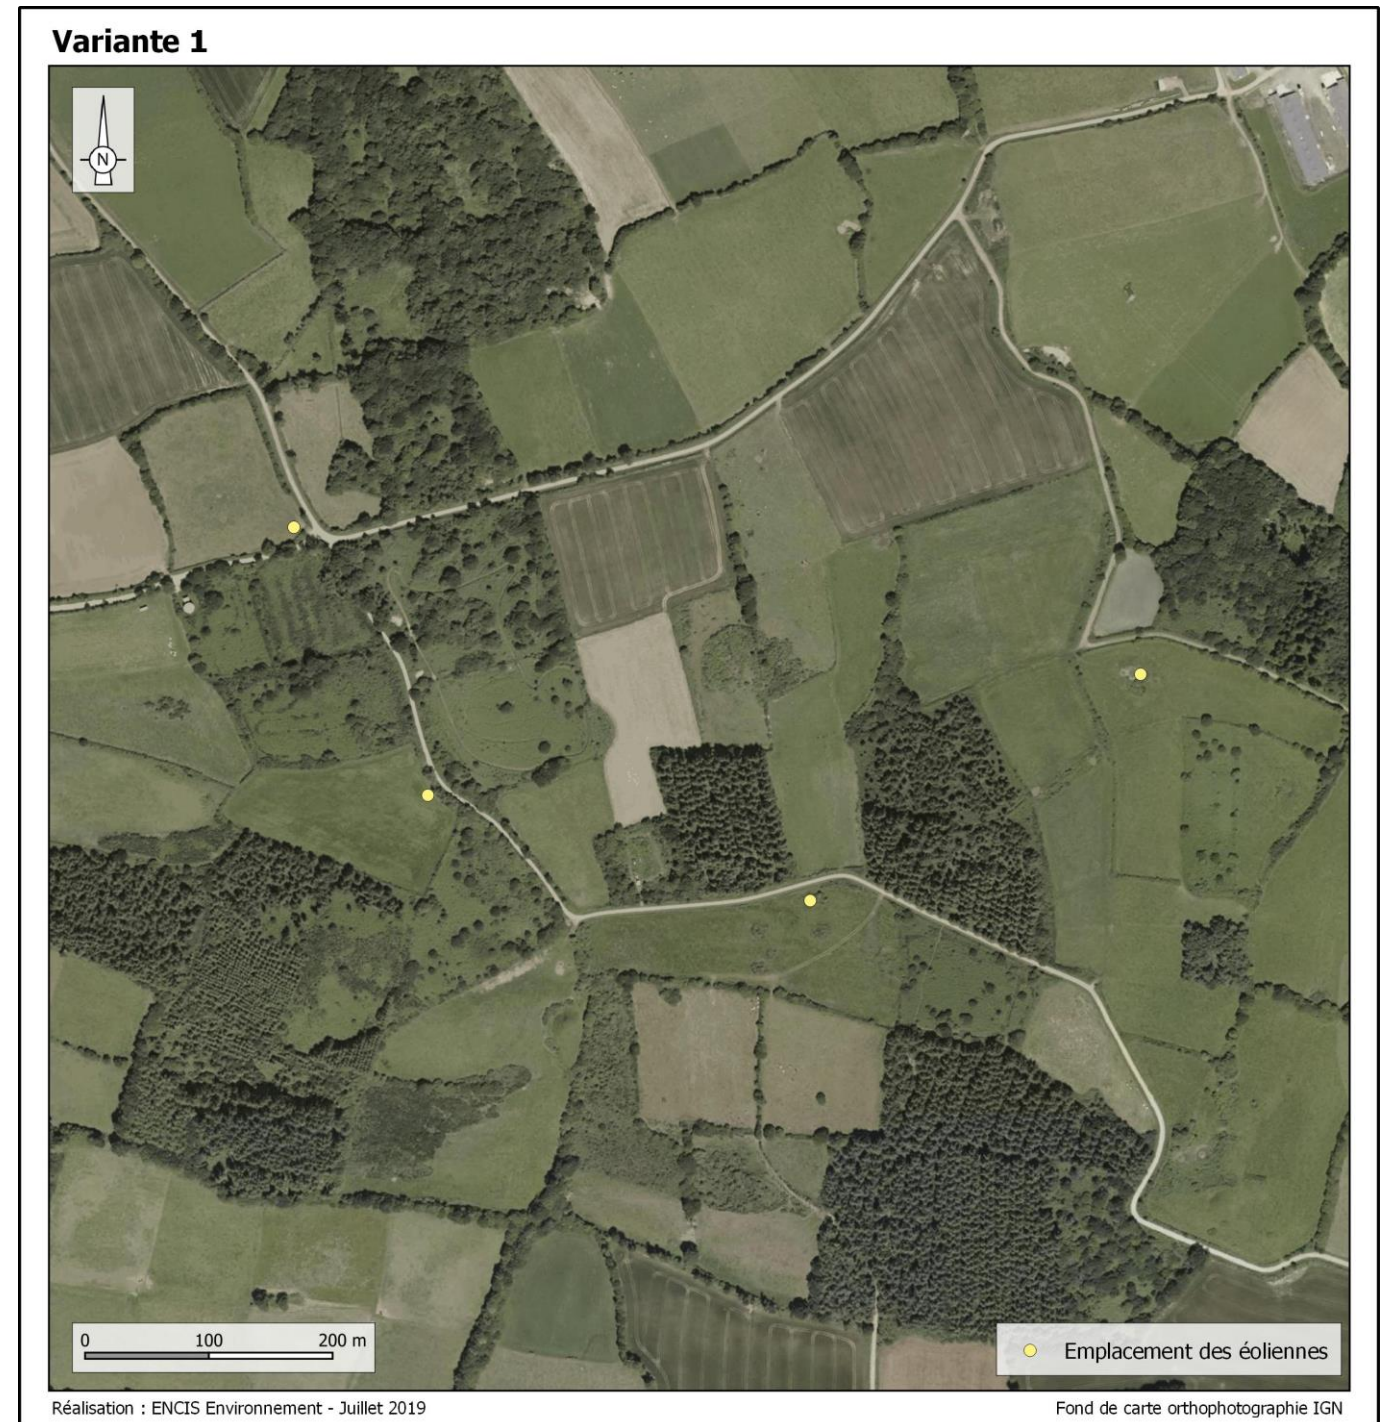 Variante 1
N
0 100 200 m
Emplacement des éoliennes
Réalisation : ENCIS Environnement - Juillet 2019
Fond de carte orthophotographie IGN